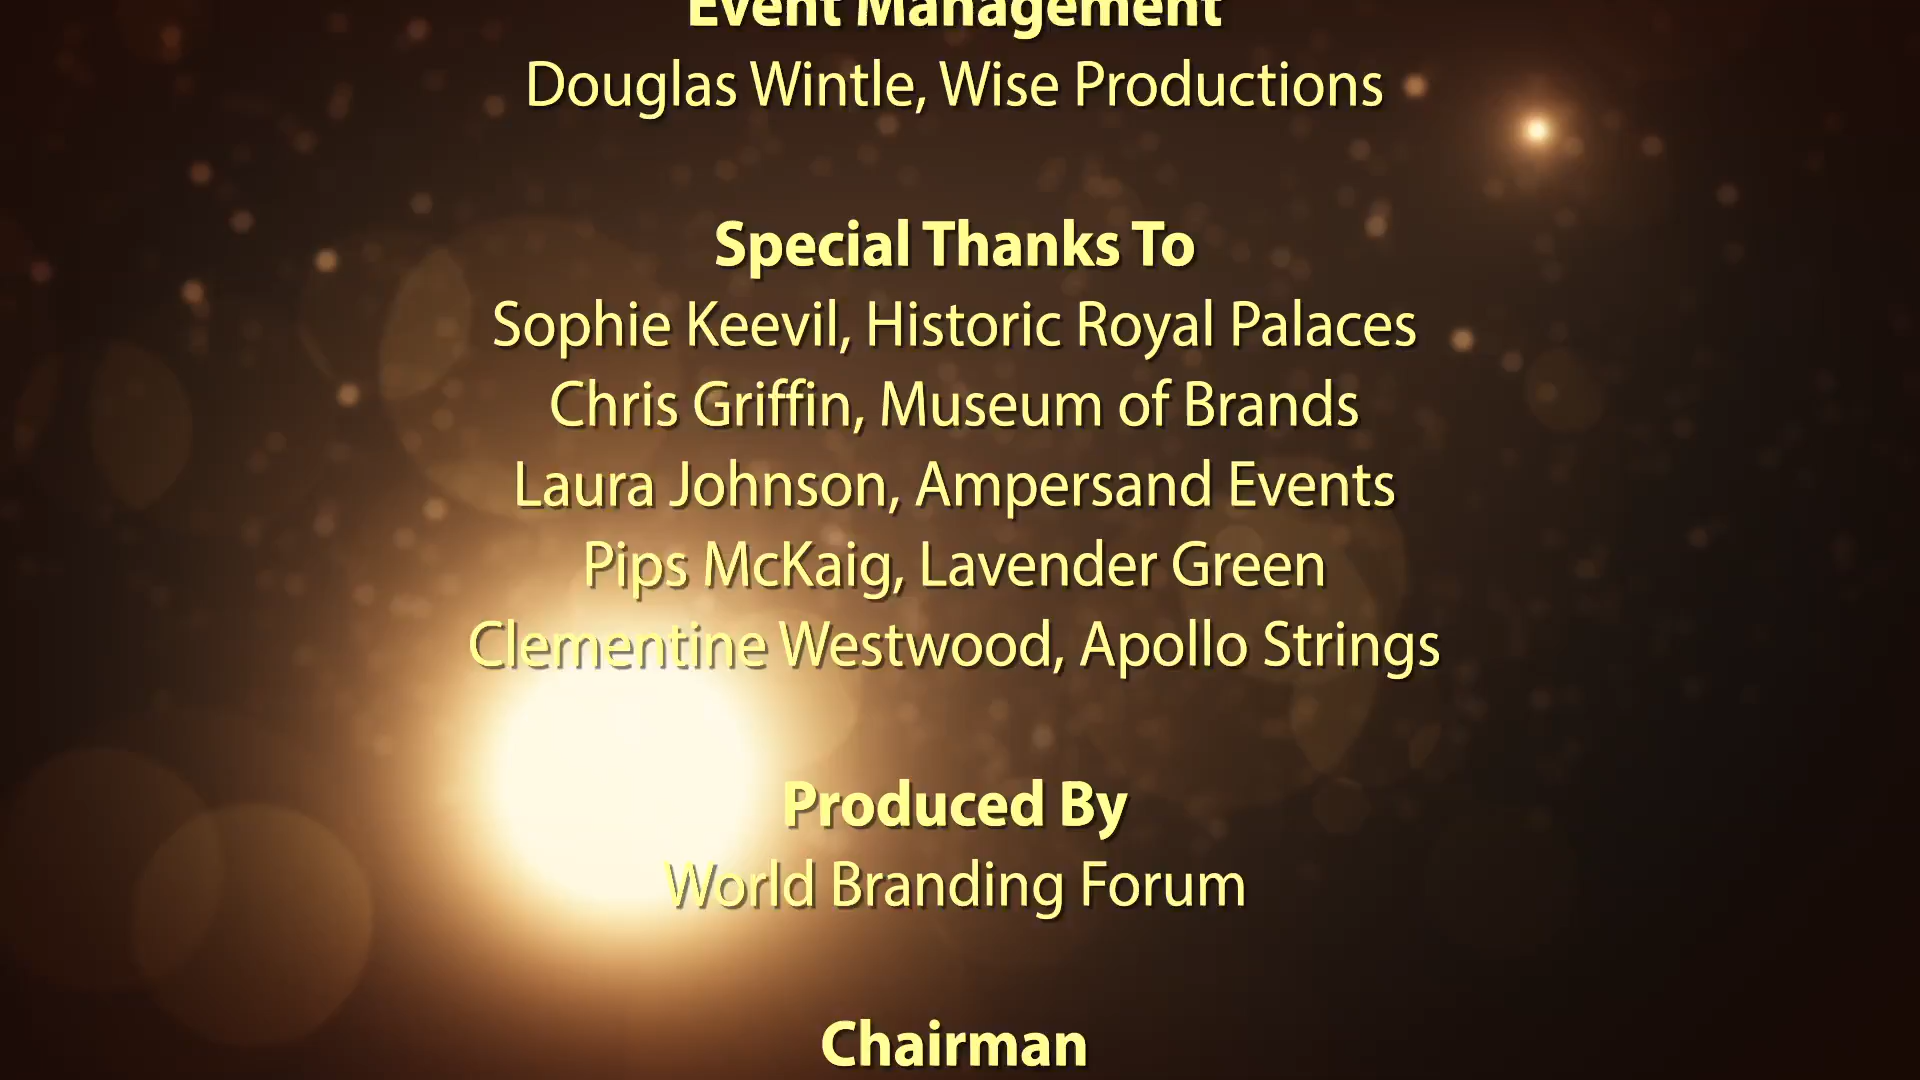 Event Management
Douglas Wintle, Wise Productions
Special Thanks To
Sophie Keevil, Historic Royal Palaces
Chris Griffin, Museum of Brands
Laura Johnson, Ampersand Events
Pips McKaig, Lavender Green
Clementine Westwood, Apollo Strings
Produced By
World Branding Forum
Chairman